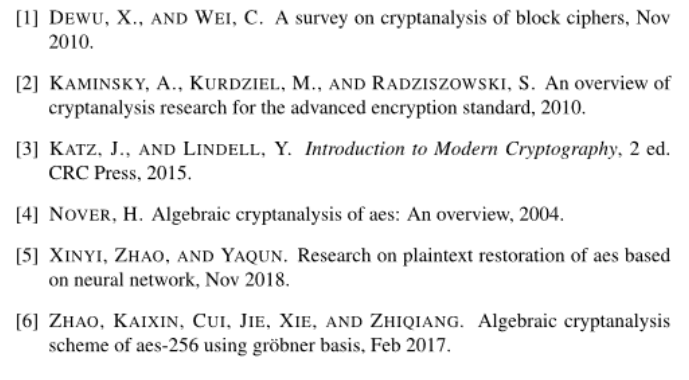 [1] DEWU, X., AND WEI, C. A survey on cryptanalysis of block ciphers, Nov
2010.
[2] KAMINSKY, A., KURDZIEL, M., AND RADZISZOWSKI, S. An overview of
cryptanalysis research for the advanced encryption standard, 2010.
[3] KATZ, J., AND LINDELL, Y. Introduction to Modern Cryptography, 2 ed.
CRC Press, 2015.
[4] NOVER, H. Algebraic cryptanalysis of aes: An overview, 2004.
[5] XINYI, ZHAO, AND YAQUN. Research on plaintext restoration of aes based
on neural network, Nov 2018.
[6] ZHAO, KAIXIN, CUI, JIE, XIE, AND ZHIQIANG. Algebraic cryptanalysis
scheme of aes-256 using gröbner basis, Feb 2017.